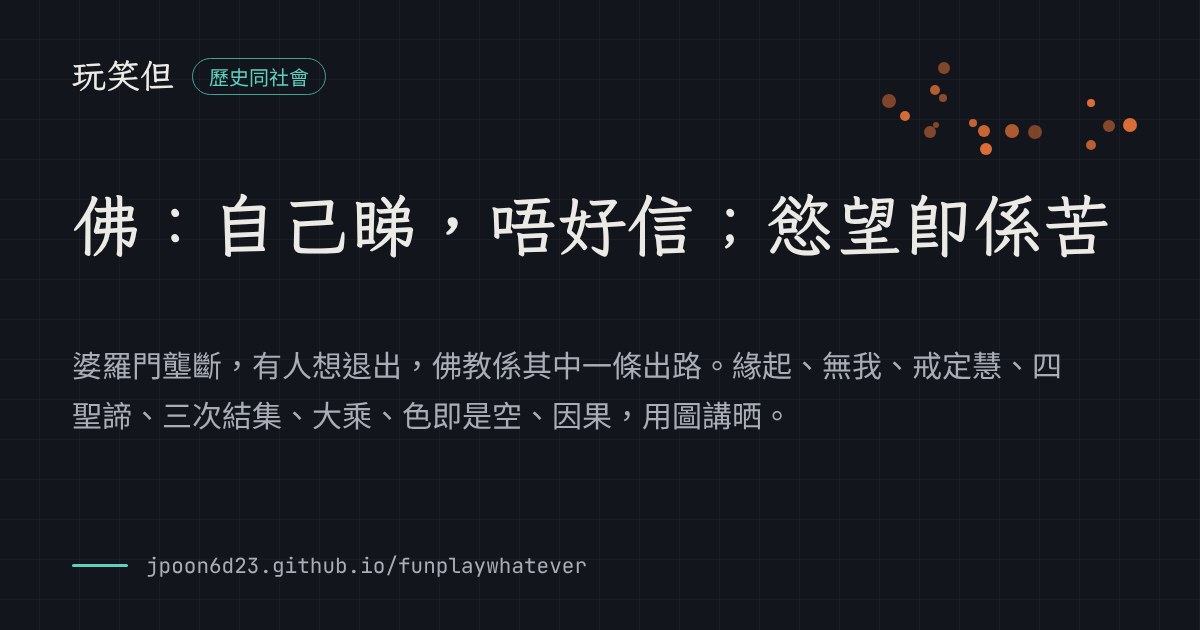 玩笑但
歷史同社會
佛：自己睇，唔好信；慾望即係苦
婆羅門壟斷，有人想退出，佛教係其中一條出路。緣起、無我、戒定慧、四
聖諦、三次結集、大乘、色即是空、因果，用圖講晒。
jpoon6d23.github.io/funplaywhatever